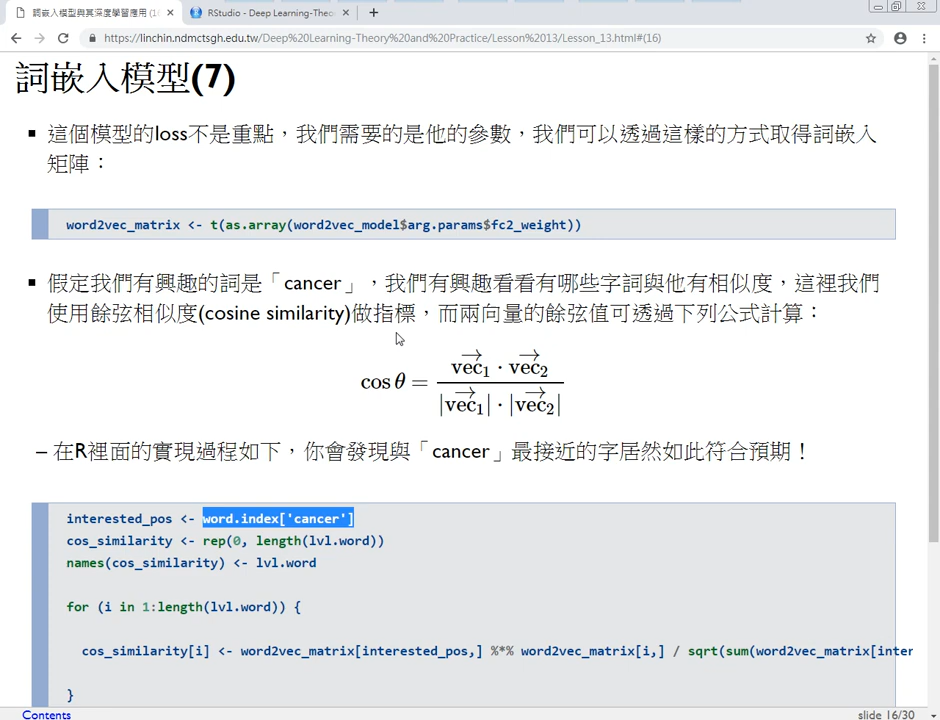 詞嵌入模型與其深度學習應用 (16
RStudio - Deep Learning-Theo
https://linchin.ndmctsgh.edu.tw/Deep%20Learning-Theory%20and%20Practice/Lesson%2013/Lesson_13.html#(16)
詞嵌入模型(7)
這個模型的loss不是重點，我們需要的是他的參數，我們可以透過這樣的方式取得詞嵌入
矩陣：
word2vec_matrix <- t(as.array(word2vec_model$arg.params$fc2_weight))
假定我們有興趣的詞是「cancer」，我們有興趣看看有哪些字詞與他有相似度，這裡我們
使用餘弦相似度(cosine similarity)做指標，而兩向量的餘弦值可透過下列公式計算：
cos θ = vec₁ · vec₂ / |vec₁| · |vec₂|
– 在R裡面的實現過程如下，你會發現與「cancer」最接近的字居然如此符合預期！
interested_pos <- word.index['cancer']
cos_similarity <- rep(0, length(lvl.word))
names(cos_similarity) <- lvl.word
for (i in 1:length(lvl.word)) {
cos_similarity[i] <- word2vec_matrix[interested_pos,] %*% word2vec_matrix[i,] / sqrt(sum(word2vec_matrix[inter
}
Contents
slide 16/30